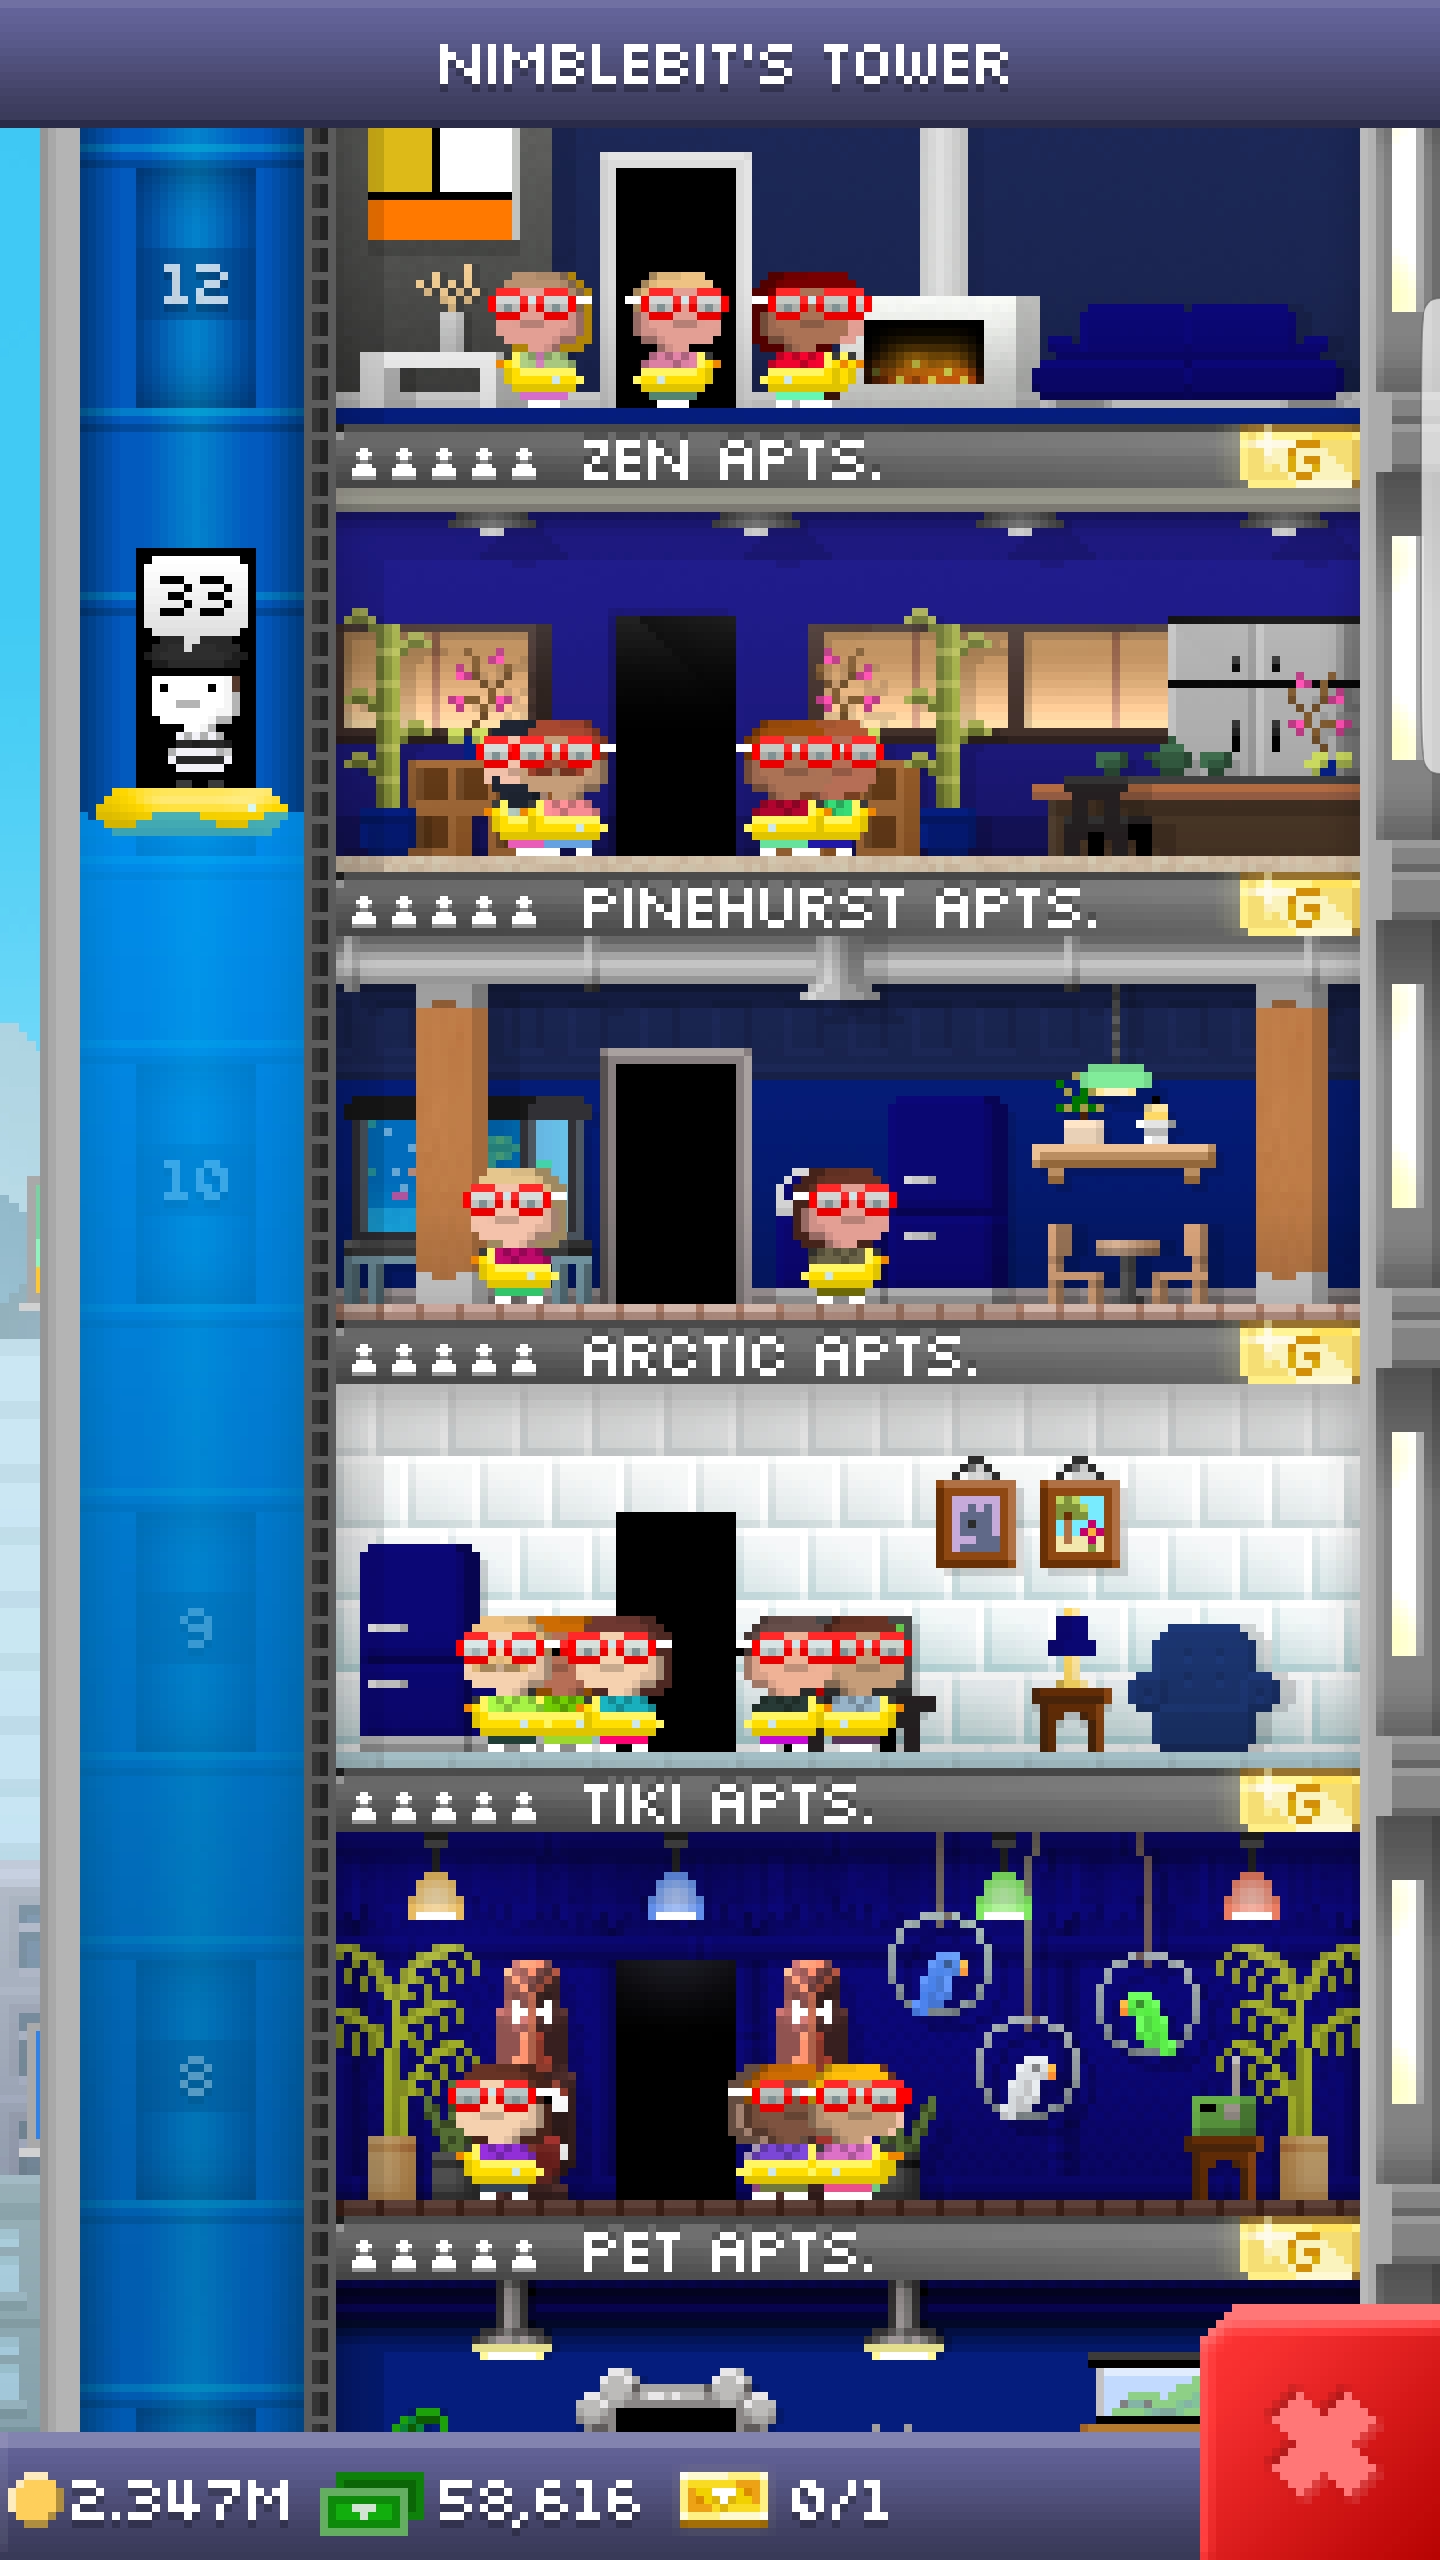 NIMBLEBIT'S TOWER
12
ZEN APTS. G
33
PINEHURST APTS. G
10
ARCTIC APTS. G
9
TIKI APTS. G
8
PET APTS. G
2.347M 58,616 0/1